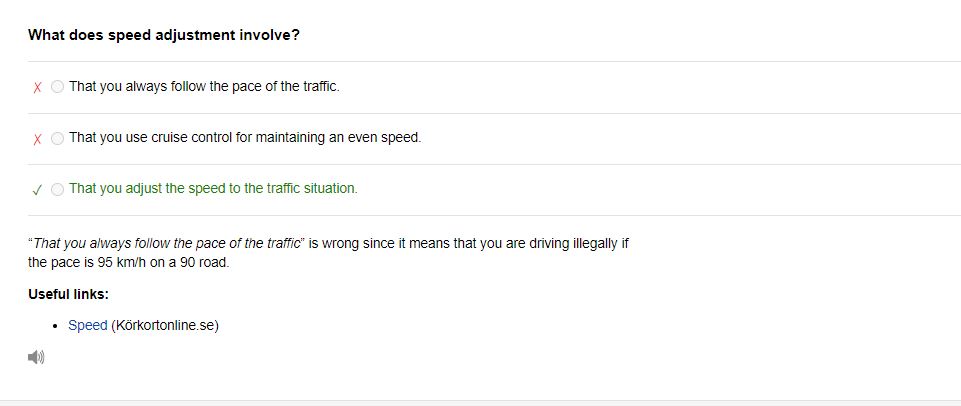 What does speed adjustment involve?
X That you always follow the pace of the traffic.
X That you use cruise control for maintaining an even speed.
✓ That you adjust the speed to the traffic situation.
“That you always follow the pace of the traffic” is wrong since it means that you are driving illegally if
the pace is 95 km/h on a 90 road.
Useful links:
• Speed (Körkortonline.se)